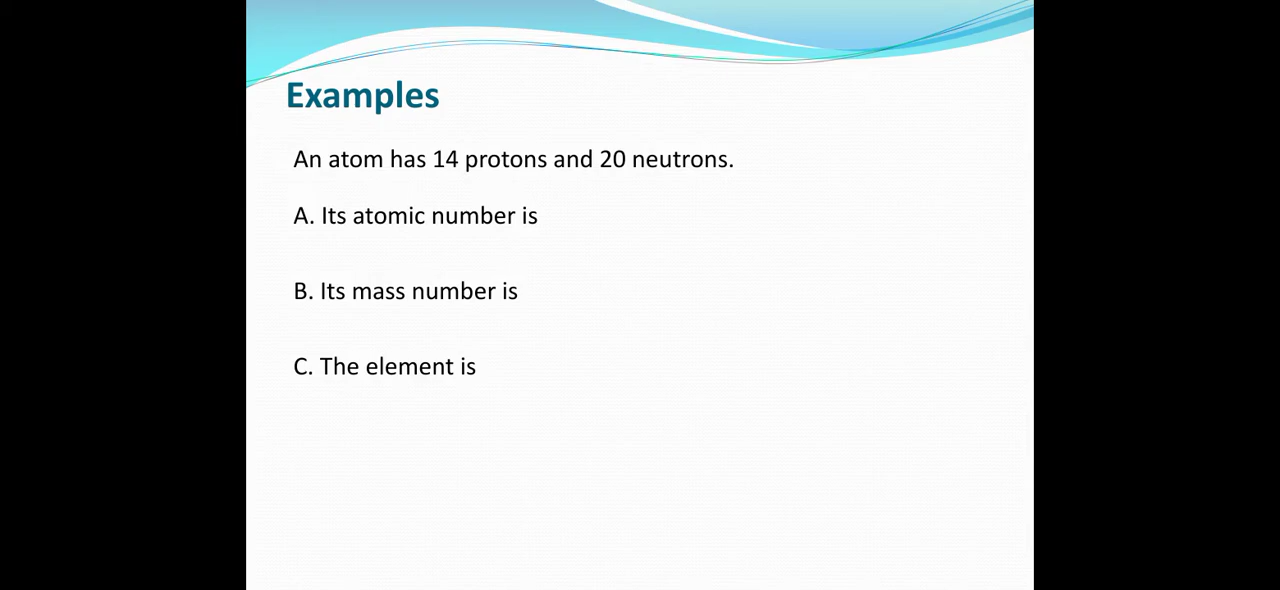 Examples
An atom has 14 protons and 20 neutrons.
A. Its atomic number is
B. Its mass number is
C. The element is